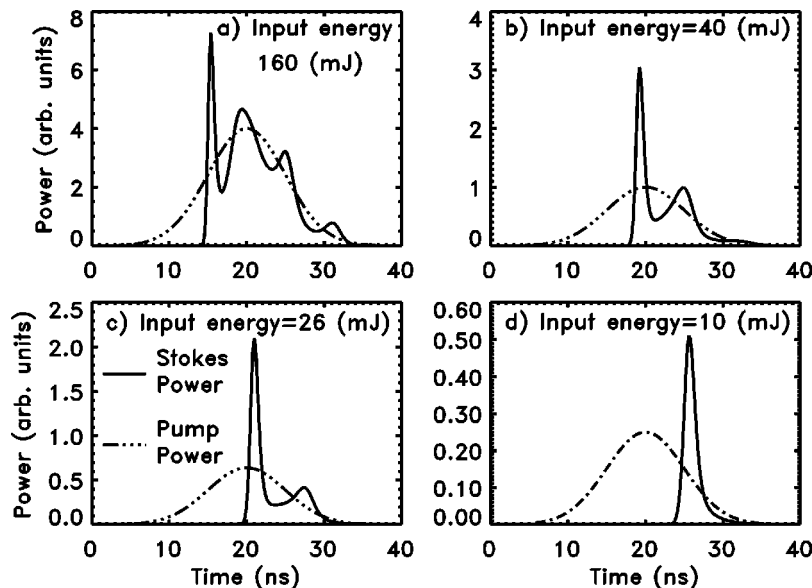 8
6
4
2
0
Power (arb. units)
a) Input energy
160 (mJ)
0 10 20 30 40
4
3
2
1
0
b) Input energy=40 (mJ)
0 10 20 30 40
2.5
2.0
1.5
1.0
0.5
0.0
Power (arb. units)
c) Input energy=26 (mJ)
Stokes
Power
Pump
Power
0 10 20 30 40
Time (ns)
0.60
0.50
0.40
0.30
0.20
0.10
0.00
d) Input energy=10 (mJ)
0 10 20 30 40
Time (ns)